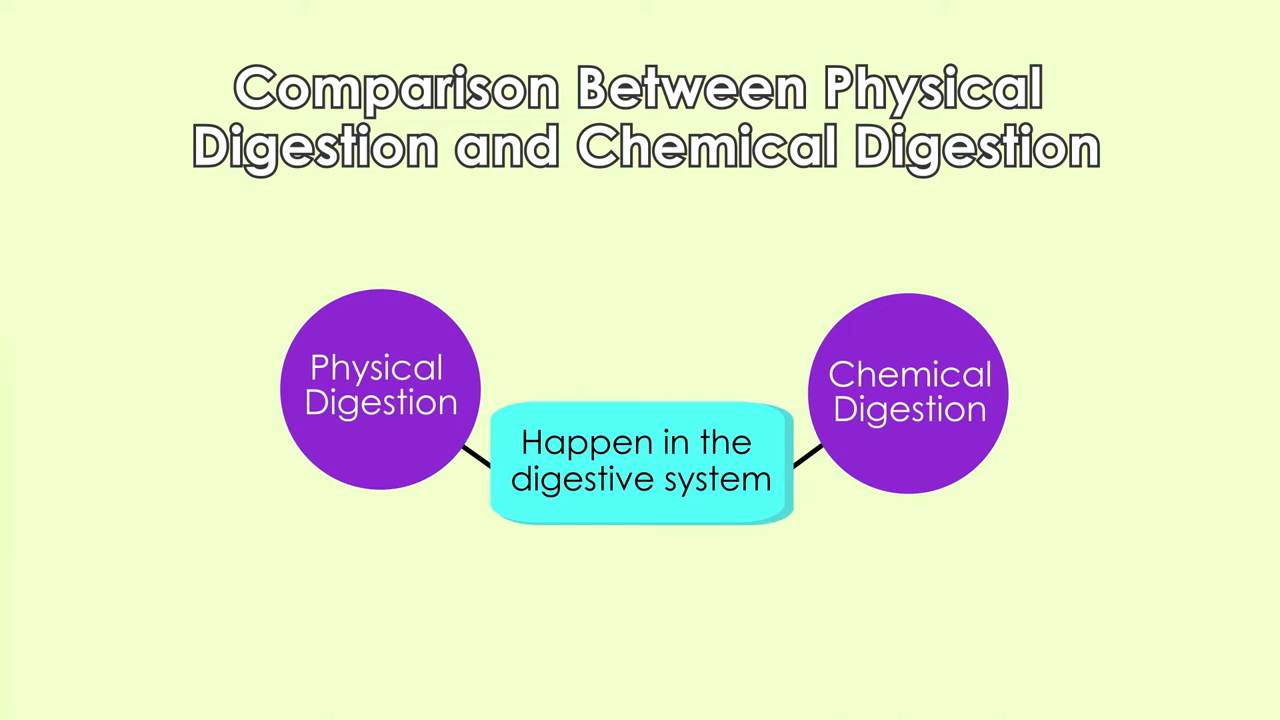 Comparison Between Physical
Digestion and Chemical Digestion
Physical
Digestion
Chemical
Digestion
Happen in the
digestive system